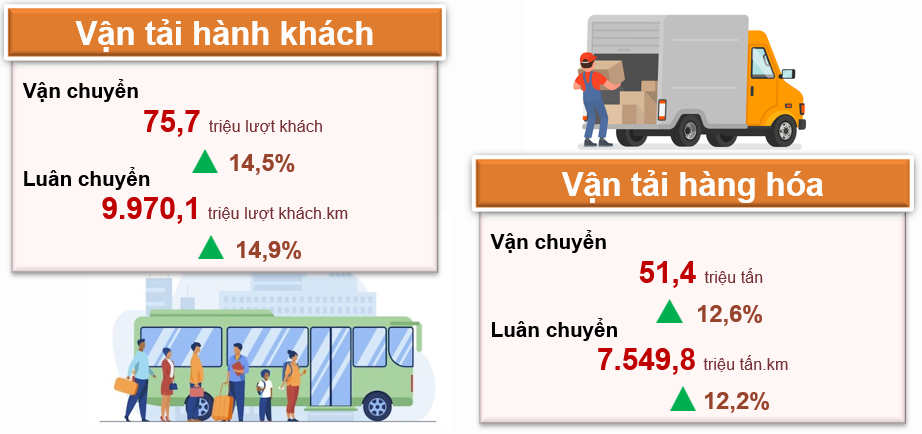 Vận tải hành khách
Vận chuyển
75,7 triệu lượt khách
14,5%
Luân chuyển
9.970,1 triệu lượt khách.km
14,9%
Vận tải hàng hóa
Vận chuyển
51,4 triệu tấn
12,6%
Luân chuyển
7.549,8 triệu tấn.km
12,2%